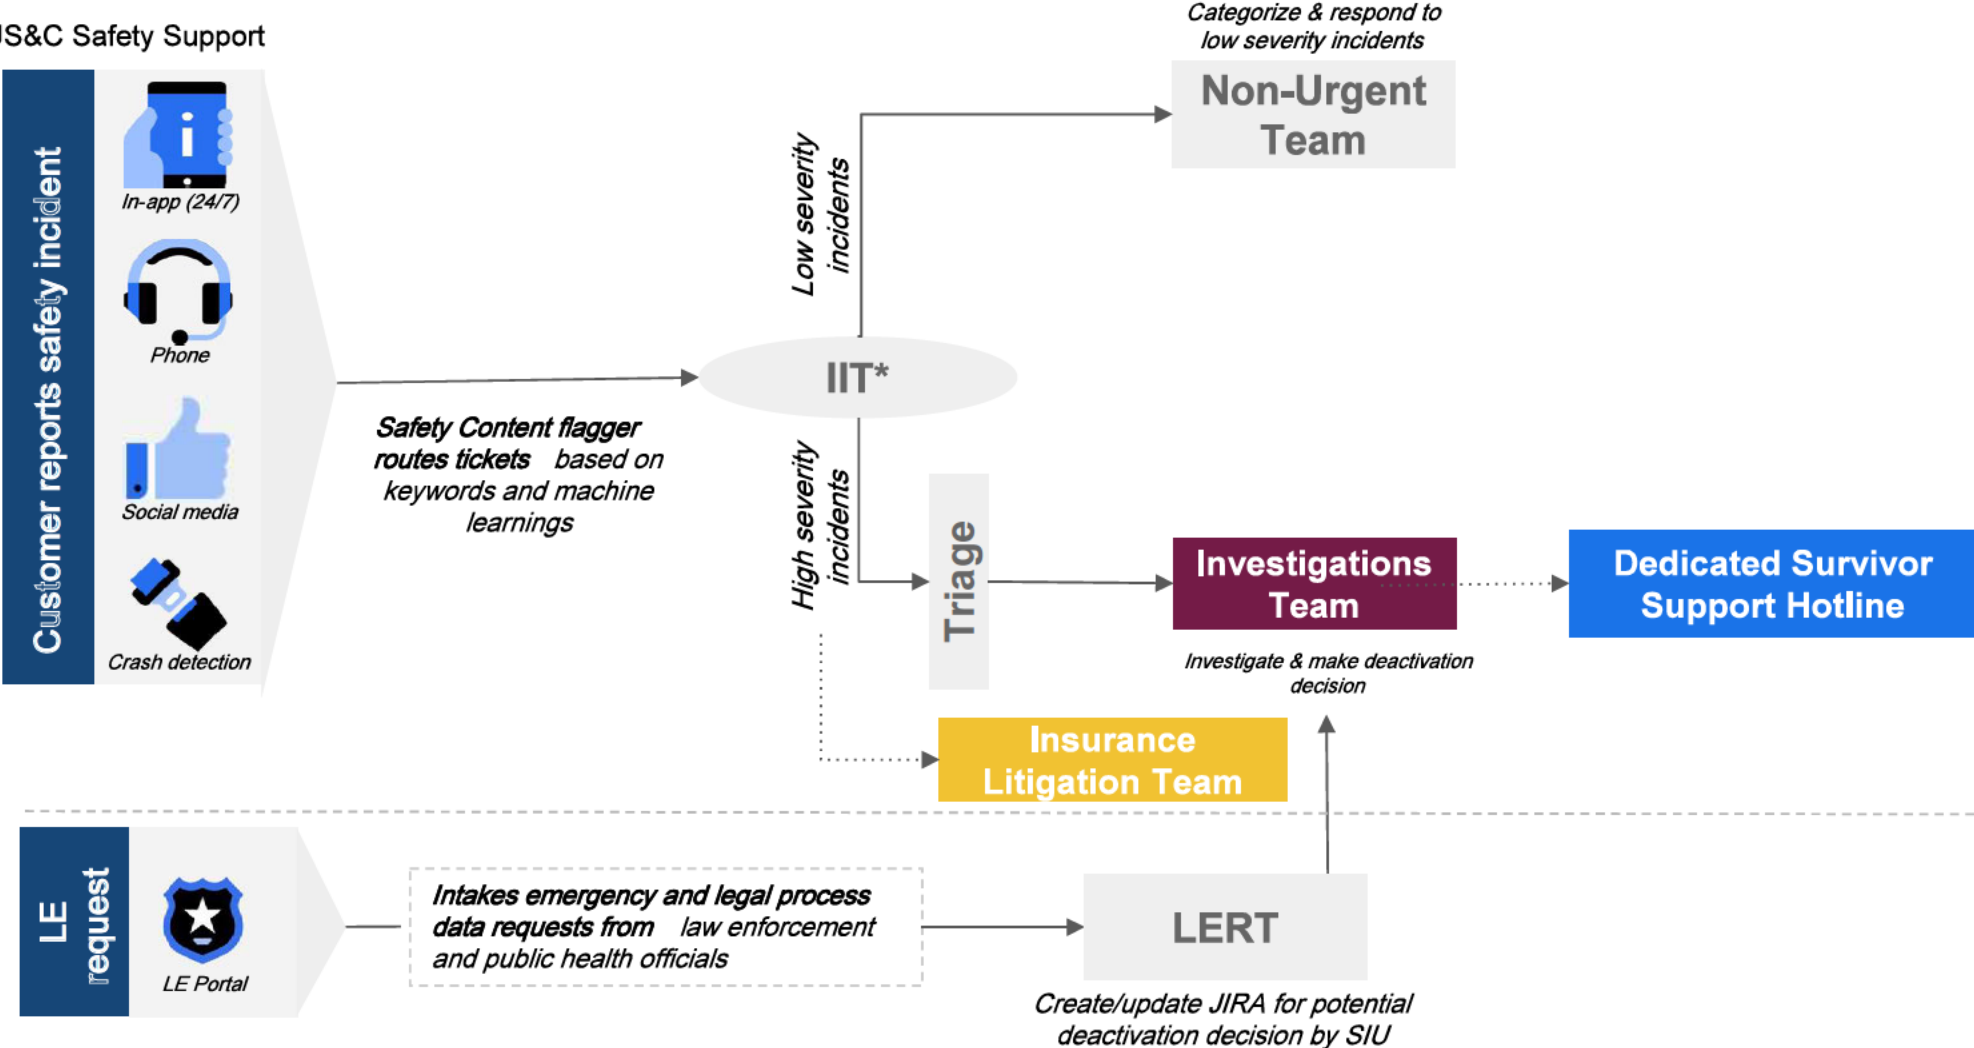 US&C Safety Support
Customer reports safety incident
In-app (24/7)
Phone
Social media
Crash detection
Safety Content flagger
routes tickets based on
keywords and machine
learnings
IIT*
Low severity
incidents
High severity
incidents
Categorize & respond to
low severity incidents
Non-Urgent
Team
Triage
Investigations
Team
Investigate & make deactivation
decision
Dedicated Survivor
Support Hotline
Insurance
Litigation Team
LE
request
LE Portal
Intakes emergency and legal process
data requests from law enforcement
and public health officials
LERT
Create/update JIRA for potential
deactivation decision by SIU